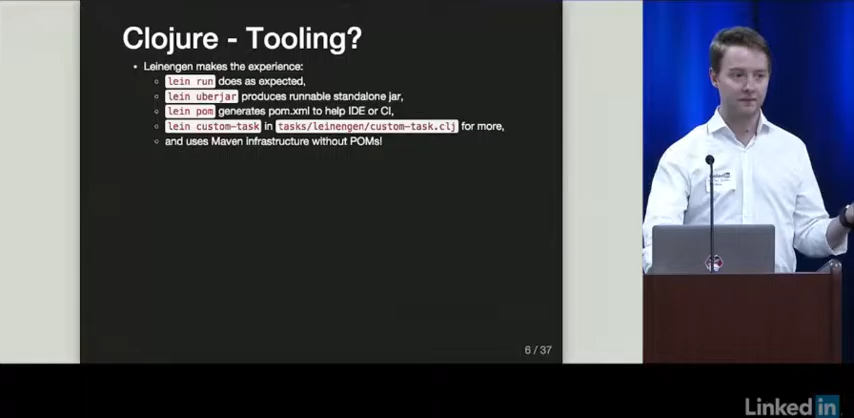 Clojure - Tooling?
• Leinengen makes the experience:
◦ lein run does as expected,
◦ lein uberjar produces runnable standalone jar,
◦ lein pom generates pom.xml to help IDE or CI,
◦ lein custom-task in tasks/leinengen/custom-task.clj for more,
◦ and uses Maven infrastructure without POMs!
6 / 37
LinkedIn